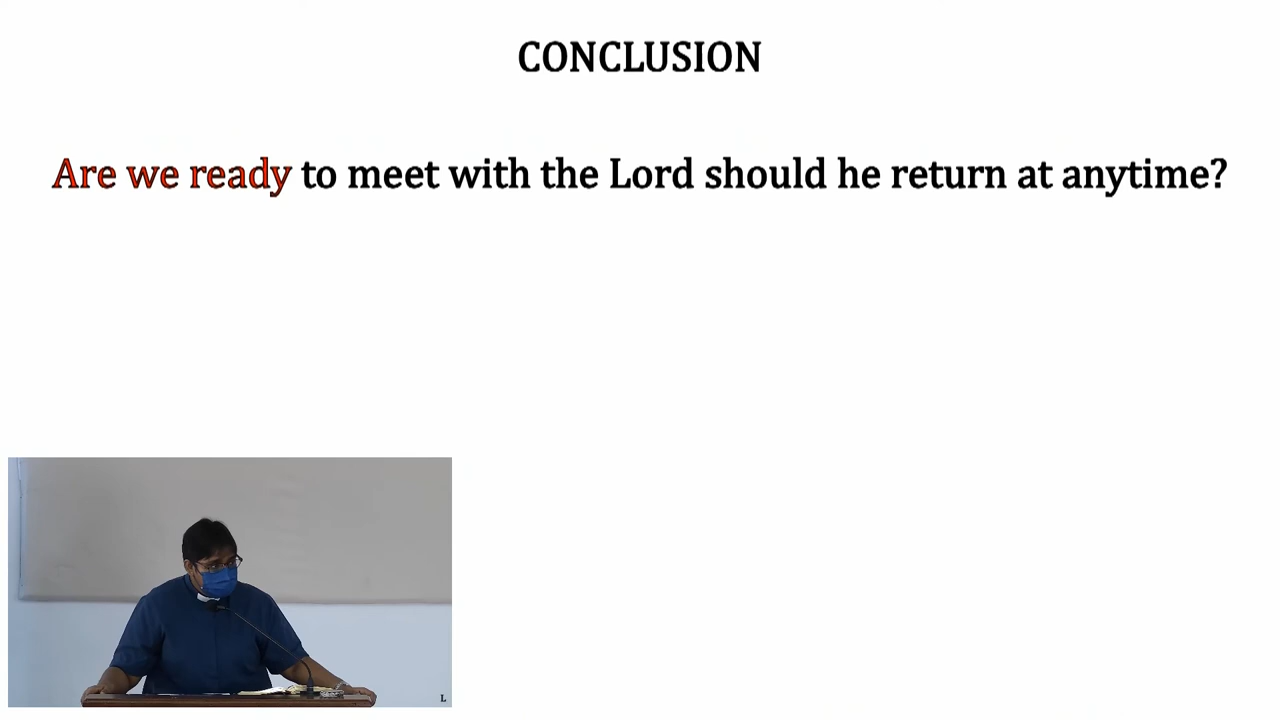 CONCLUSION
Are we ready to meet with the Lord should he return at anytime?
L